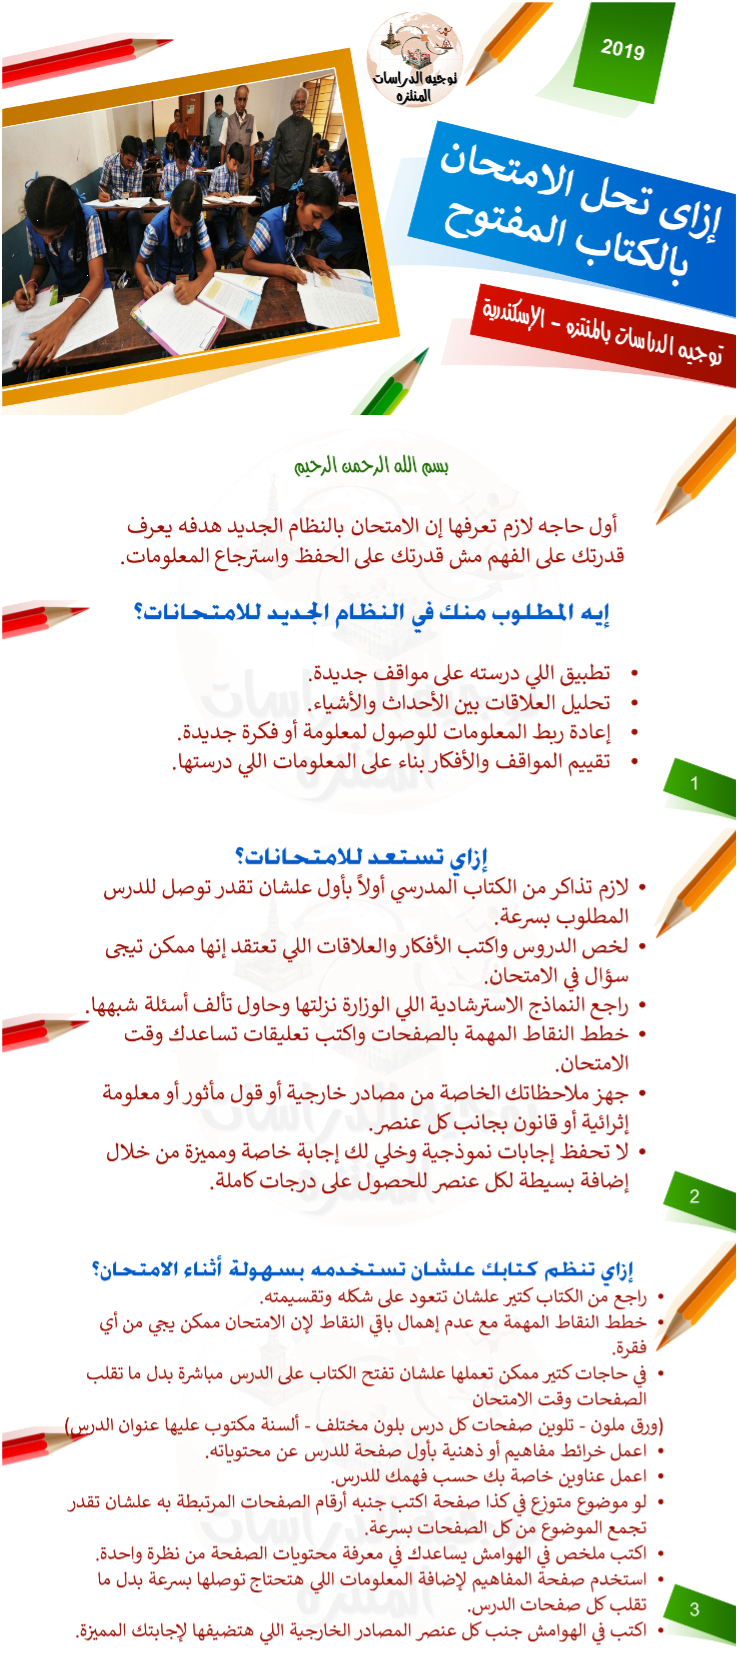 2019
توجيه الدراسات
المنتزه
إزاى تحل الامتحان
بالكتاب المفتوح
توجيه الدراسات بالمنتزه - الإسكندرية
بسم الله الرحمن الرحيم
أول حاجه لازم تعرفها إن الامتحان بالنظام الجديد هدفه يعرف
قدرتك على الفهم مش قدرتك على الحفظ واسترجاع المعلومات.
إيه المطلوب منك في النظام الجديد للامتحانات؟
• تطبيق اللي درسته على مواقف جديدة.
• تحليل العلاقات بين الأحداث والأشياء.
• إعادة ربط المعلومات للوصول لمعلومة أو فكرة جديدة.
• تقييم المواقف والأفكار بناء على المعلومات اللي درستها.
1
إزاي تستعد للامتحانات؟
• لازم تذاكر من الكتاب المدرسي أولاً بأول علشان تقدر توصل للدرس
المطلوب بسرعة.
• لخص الدروس واكتب الأفكار والعلاقات اللي تعتقد إنها ممكن تيجى
سؤال في الامتحان.
• راجع النماذج الاسترشادية اللي الوزارة نزلتها وحاول تألف أسئلة شبهها.
• خطط النقاط المهمة بالصفحات واكتب تعليقات تساعدك وقت
الامتحان.
• جهز ملاحظاتك الخاصة من مصادر خارجية أو قول مأثور أو معلومة
إثرائية أو قانون بجانب كل عنصر.
• لا تحفظ إجابات نموذجية وخلي لك إجابة خاصة ومميزة من خلال
إضافة بسيطة لكل عنصر للحصول على درجات كاملة.
2
إزاي تنظم كتابك علشان تستخدمه بسهولة أثناء الامتحان؟
• راجع من الكتاب كتير علشان تتعود على شكله وتقسيمته.
• خطط النقاط المهمة مع عدم إهمال باقي النقاط لإن الامتحان ممكن يجي من أي
فقرة.
• في حاجات كتير ممكن تعملها علشان تفتح الكتاب على الدرس مباشرة بدل ما تقلب
الصفحات وقت الامتحان
(ورق ملون - تلوين صفحات كل درس بلون مختلف - ألسنة مكتوب عليها عنوان الدرس)
• اعمل خرائط مفاهيم أو ذهنية بأول صفحة للدرس عن محتوياته.
• اعمل عناوين خاصة بك حسب فهمك للدرس.
• لو موضوع متوزع في كذا صفحة اكتب جنبه أرقام الصفحات المرتبطة به علشان تقدر
تجمع الموضوع من كل الصفحات بسرعة.
• اكتب ملخص في الهوامش يساعدك في معرفة محتويات الصفحة من نظرة واحدة.
• استخدم صفحة المفاهيم لإضافة المعلومات اللي هتحتاج توصلها بسرعة بدل ما
تقلب كل صفحات الدرس.
• اكتب في الهوامش جنب كل عنصر المصادر الخارجية اللي هتضيفها لإجابتك المميزة.
3